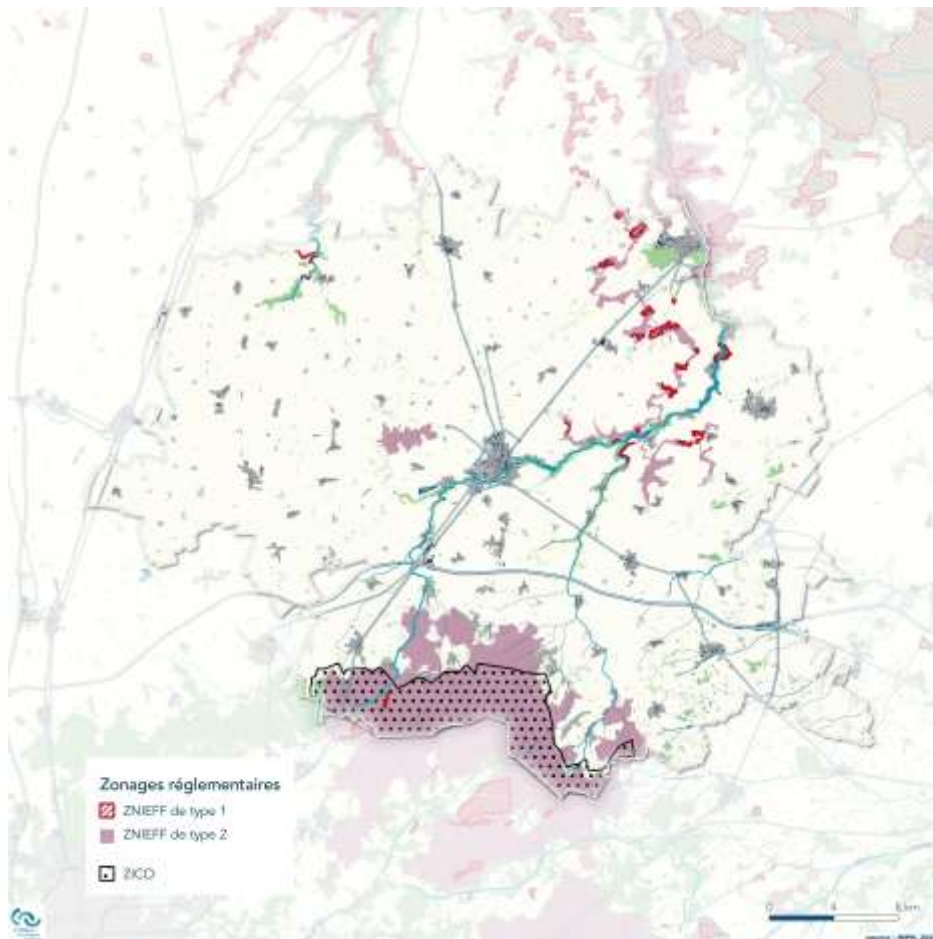 Zonages réglementaires
ZNIEFF de type 1
ZNIEFF de type 2
ZICO
0 4 8 km